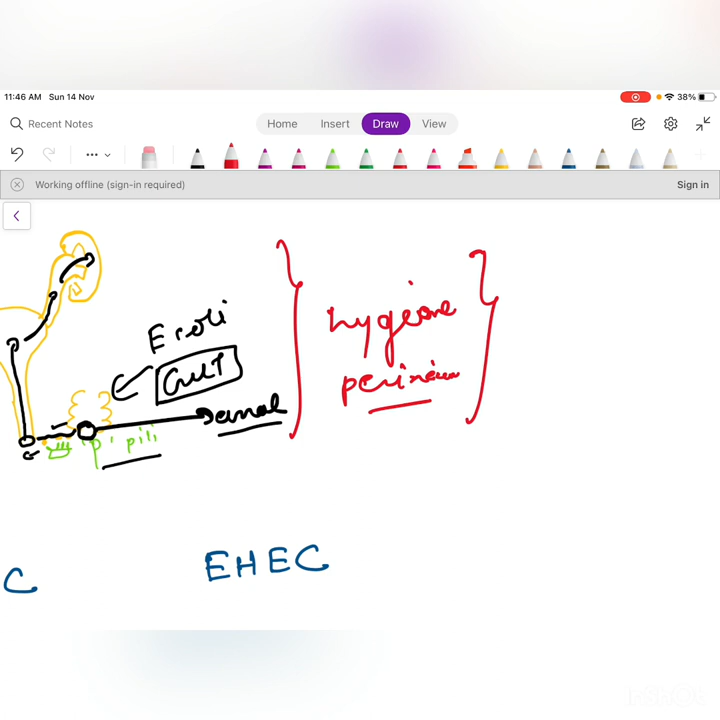 11:46 AM Sun 14 Nov
38%
Recent Notes
Home Insert Draw View
Working offline (sign-in required)
Sign in
E coli
GUT
anal
'P' pili
hygiene
perineum
C
EHEC